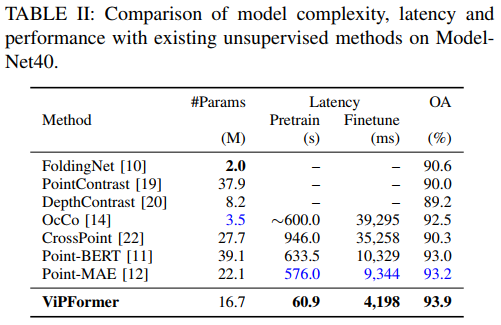 TABLE II: Comparison of model complexity, latency and
performance with existing unsupervised methods on Model-
Net40.
#Params Latency OA
Method Pretrain Finetune
(M) (s) (ms) (%)
FoldingNet [10] 2.0 – – 90.6
PointContrast [19] 37.9 – – 90.0
DepthContrast [20] 8.2 – – 89.2
OcCo [14] 3.5 ∼600.0 39,295 92.5
CrossPoint [22] 27.7 946.0 35,258 90.3
Point-BERT [11] 39.1 633.5 10,329 93.0
Point-MAE [12] 22.1 576.0 9,344 93.2
ViPFormer 16.7 60.9 4,198 93.9